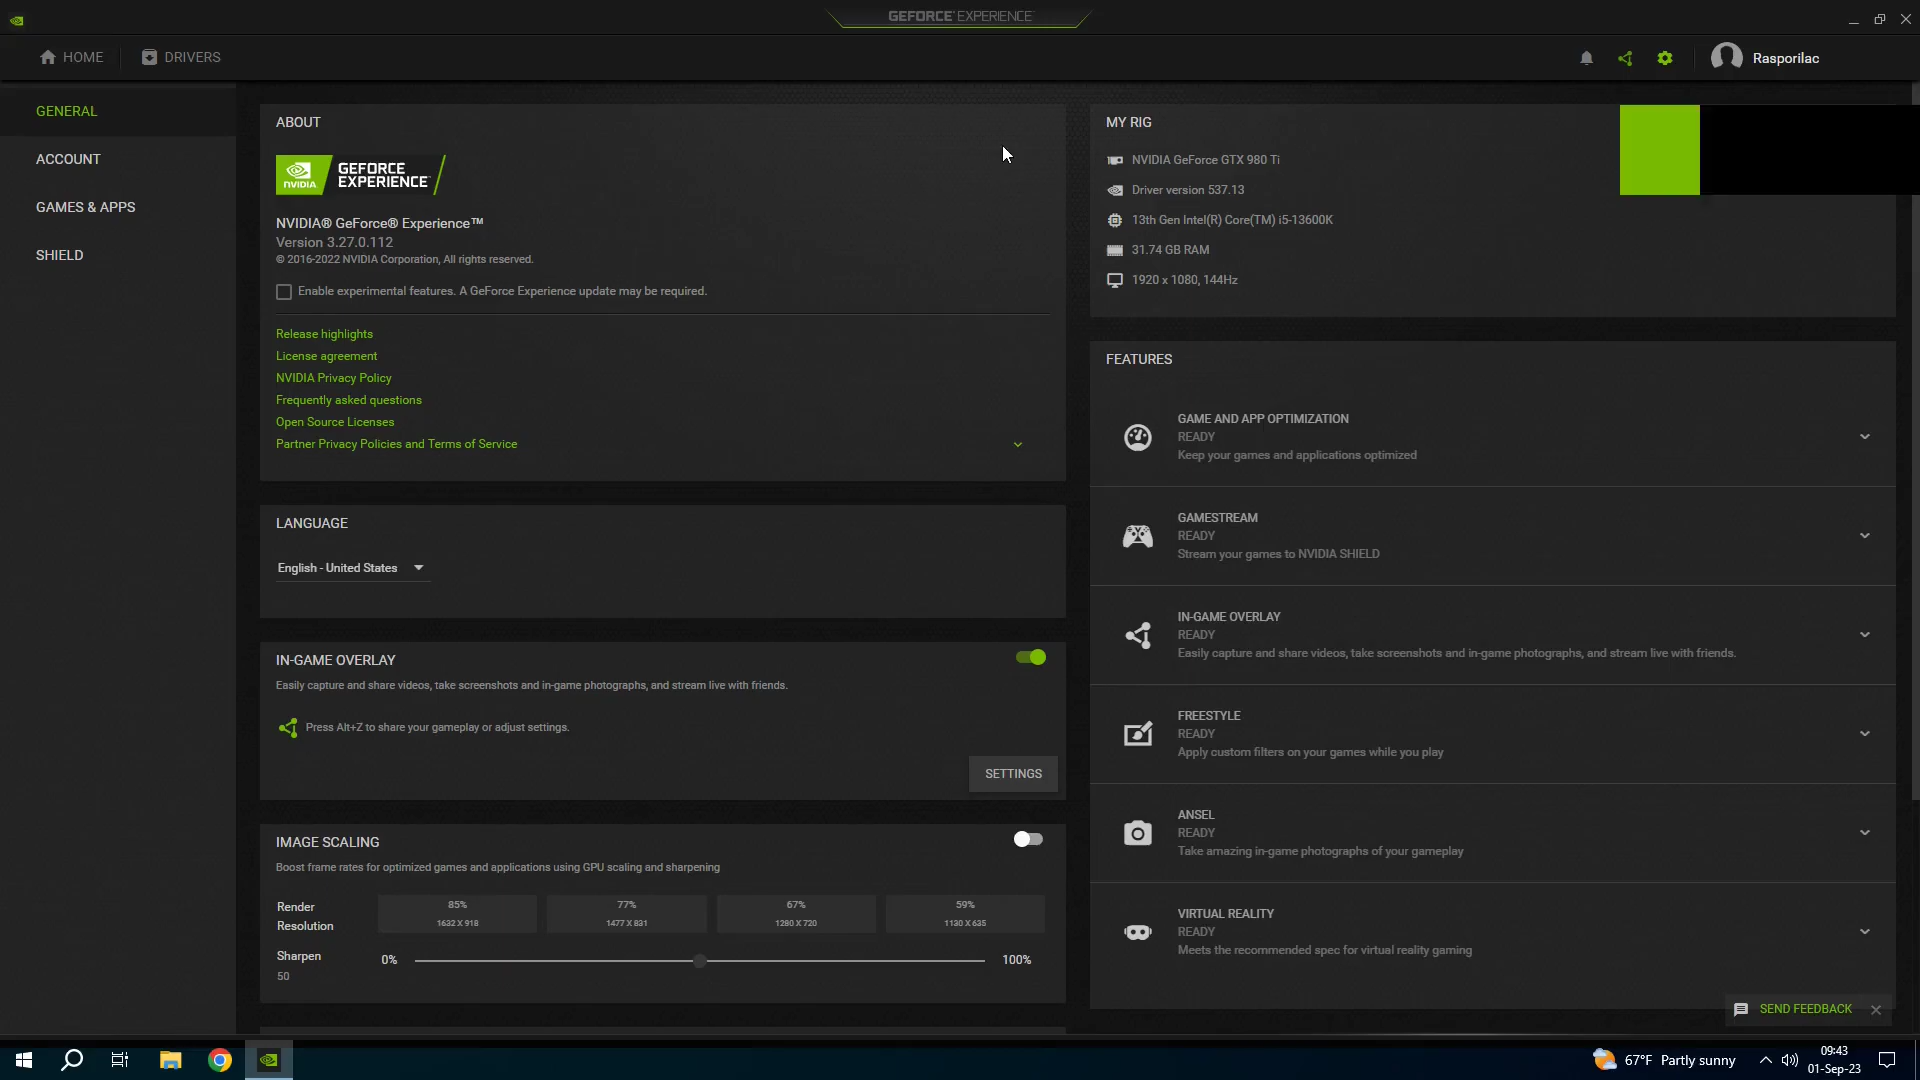 GEFORCE EXPERIENCE
HOME
DRIVERS
Rasporilac
GENERAL
ACCOUNT
GAMES & APPS
SHIELD
ABOUT
NVIDIA
GEFORCE
EXPERIENCE
NVIDIA® GeForce® Experience™
Version 3.27.0.112
© 2016-2022 NVIDIA Corporation, All rights reserved.
Enable experimental features. A GeForce Experience update may be required.
Release highlights
License agreement
NVIDIA Privacy Policy
Frequently asked questions
Open Source Licenses
Partner Privacy Policies and Terms of Service
LANGUAGE
English - United States
IN-GAME OVERLAY
Easily capture and share videos, take screenshots and in-game photographs, and stream live with friends.
Press Alt+Z to share your gameplay or adjust settings.
SETTINGS
IMAGE SCALING
Boost frame rates for optimized games and applications using GPU scaling and sharpening
Render
Resolution
85%
1632 X 918
77%
1477 X 831
67%
1280 X 720
59%
1130 X 635
Sharpen
50
0%
100%
MY RIG
NVIDIA GeForce GTX 980 Ti
Driver version 537.13
13th Gen Intel(R) Core(TM) i5-13600K
31.74 GB RAM
1920 x 1080, 144Hz
FEATURES
GAME AND APP OPTIMIZATION
READY
Keep your games and applications optimized
GAMESTREAM
READY
Stream your games to NVIDIA SHIELD
IN-GAME OVERLAY
READY
Easily capture and share videos, take screenshots and in-game photographs, and stream live with friends.
FREESTYLE
READY
Apply custom filters on your games while you play
ANSEL
READY
Take amazing in-game photographs of your gameplay
VIRTUAL REALITY
READY
Meets the recommended spec for virtual reality gaming
SEND FEEDBACK
67°F Partly sunny
09:43
01-Sep-23